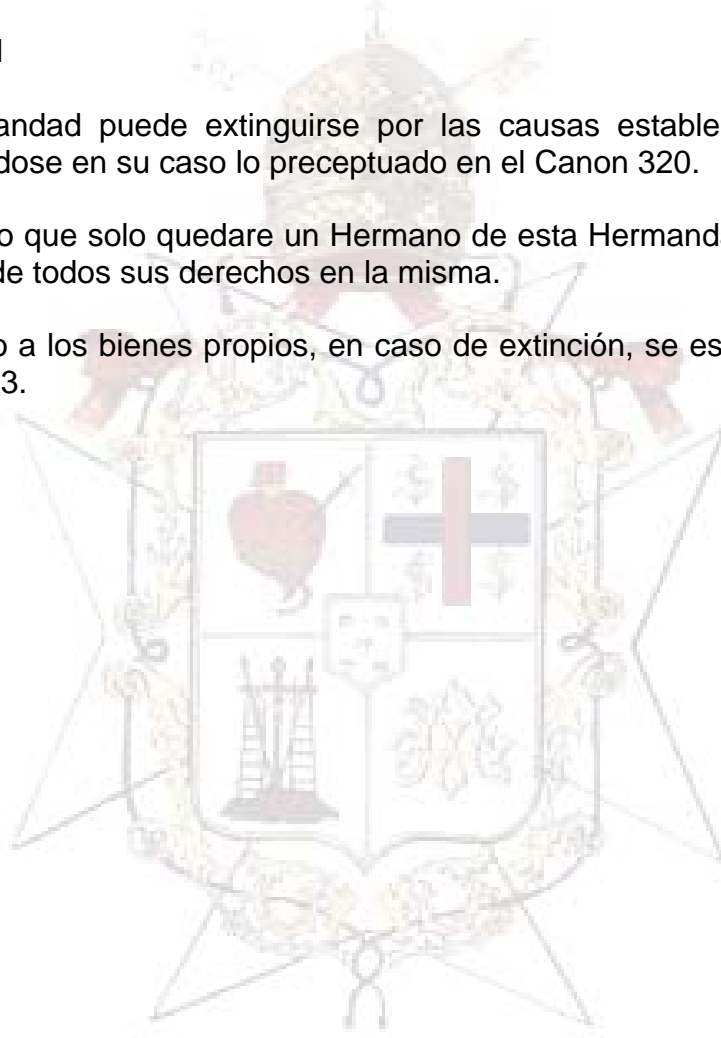 andad puede extinguirse por las causas estable
dose en su caso lo preceptuado en el Canon 320.
o que solo quedare un Hermano de esta Hermanda
de todos sus derechos en la misma.
o a los bienes propios, en caso de extinción, se es
3.